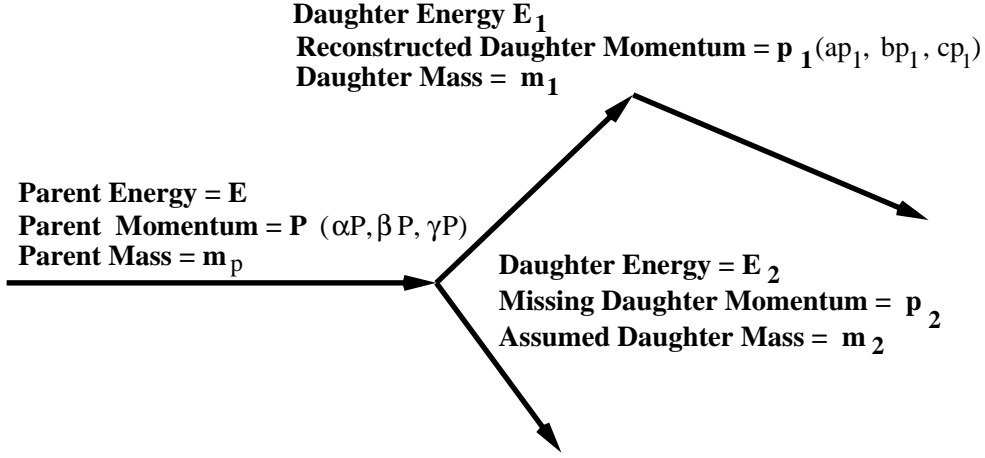 Daughter Energy E₁
Reconstructed Daughter Momentum = p₁ (ap₁, bp₁, cp₁)
Daughter Mass = m₁
Parent Energy = E
Parent Momentum = P (αP, β P, γP)
Parent Mass = mₚ
Daughter Energy = E₂
Missing Daughter Momentum = p₂
Assumed Daughter Mass = m₂